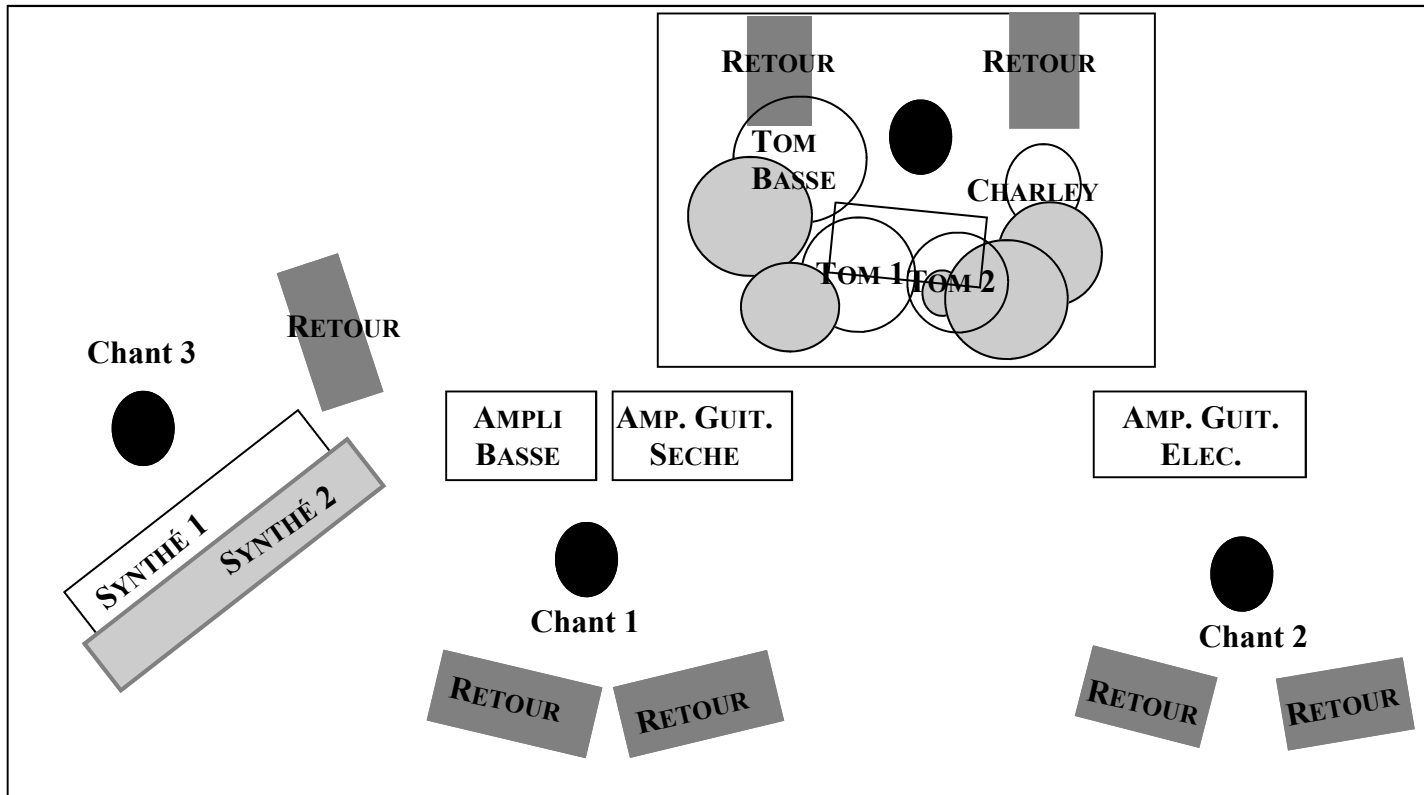 RETOUR
RETOUR
TOM
BASSE
CHARLEY
TOM 1
TOM 2
RETOUR
Chant 3
AMPLI
BASSE
AMP. GUIT.
SECHE
AMP. GUIT.
ELEC.
SYNTHÉ 1
SYNTHÉ 2
Chant 1
Chant 2
RETOUR
RETOUR
RETOUR
RETOUR